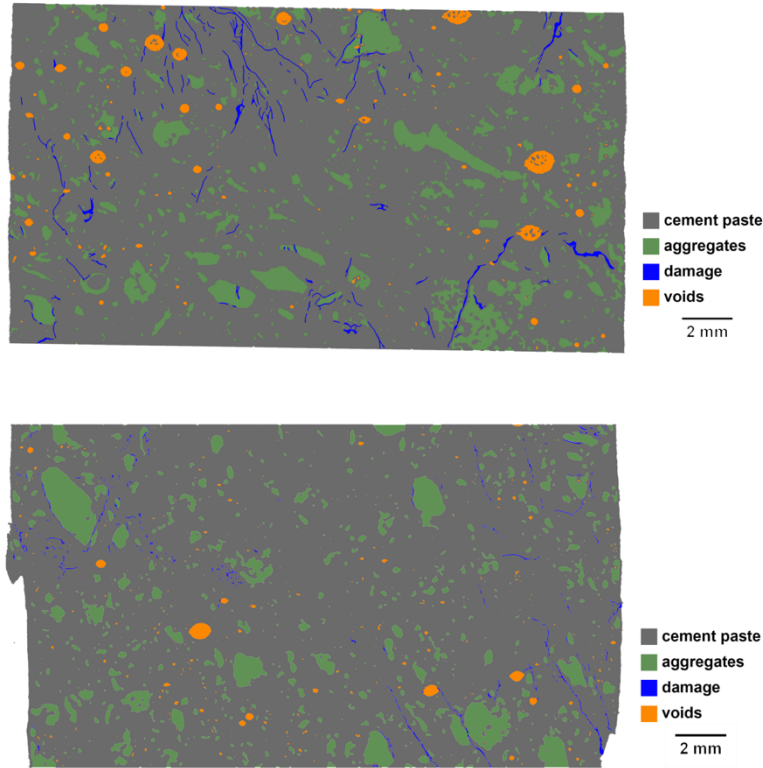 cement paste
aggregates
damage
voids
2 mm
cement paste
aggregates
damage
voids
2 mm